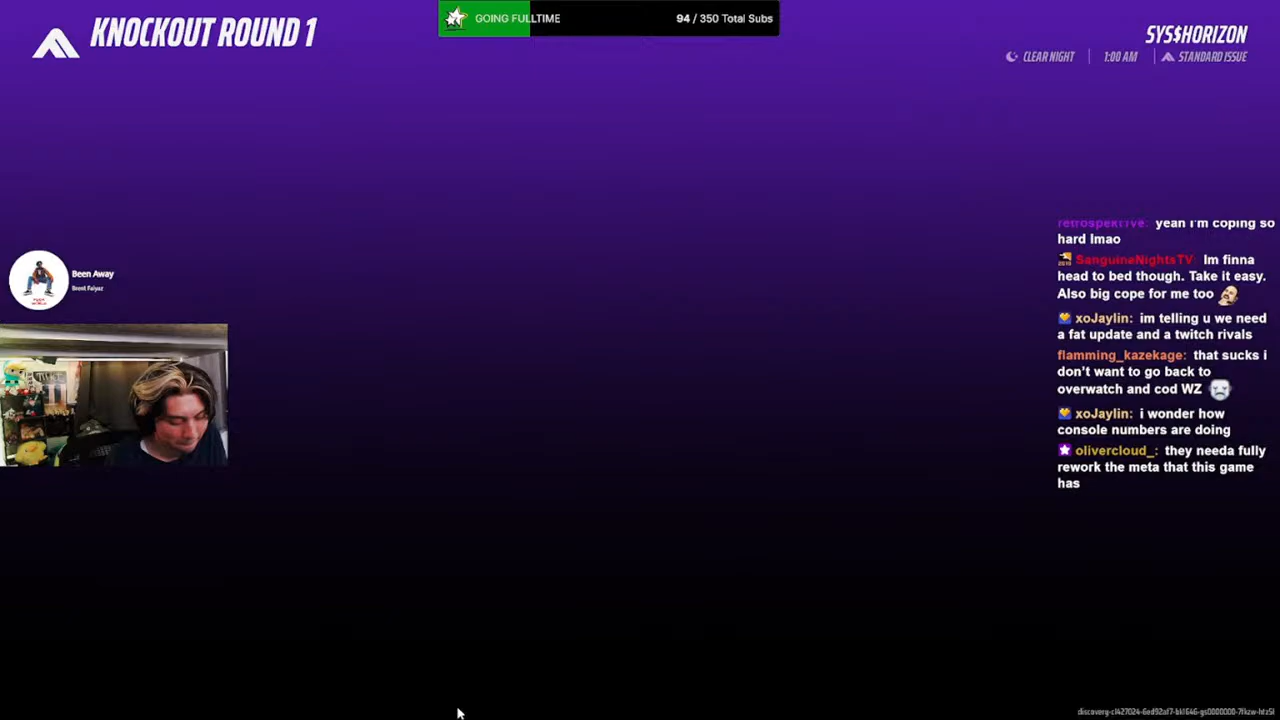 KNOCKOUT ROUND 1
GOING FULLTIME
94 / 350 Total Subs
SYS$HORIZON
CLEAR NIGHT
1:00 AM
STANDARD ISSUE
Been Away
Brent Faiyaz
retrospekt1ve: yeah I'm coping so
hard lmao
SanguineNightsTV: Im finna
head to bed though. Take it easy.
Also big cope for me too
xoJaylin: im telling u we need
a fat update and a twitch rivals
flamming_kazekage: that sucks i
don't want to go back to
overwatch and cod WZ
xoJaylin: i wonder how
console numbers are doing
olivercloud_: they needa fully
rework the meta that this game
has